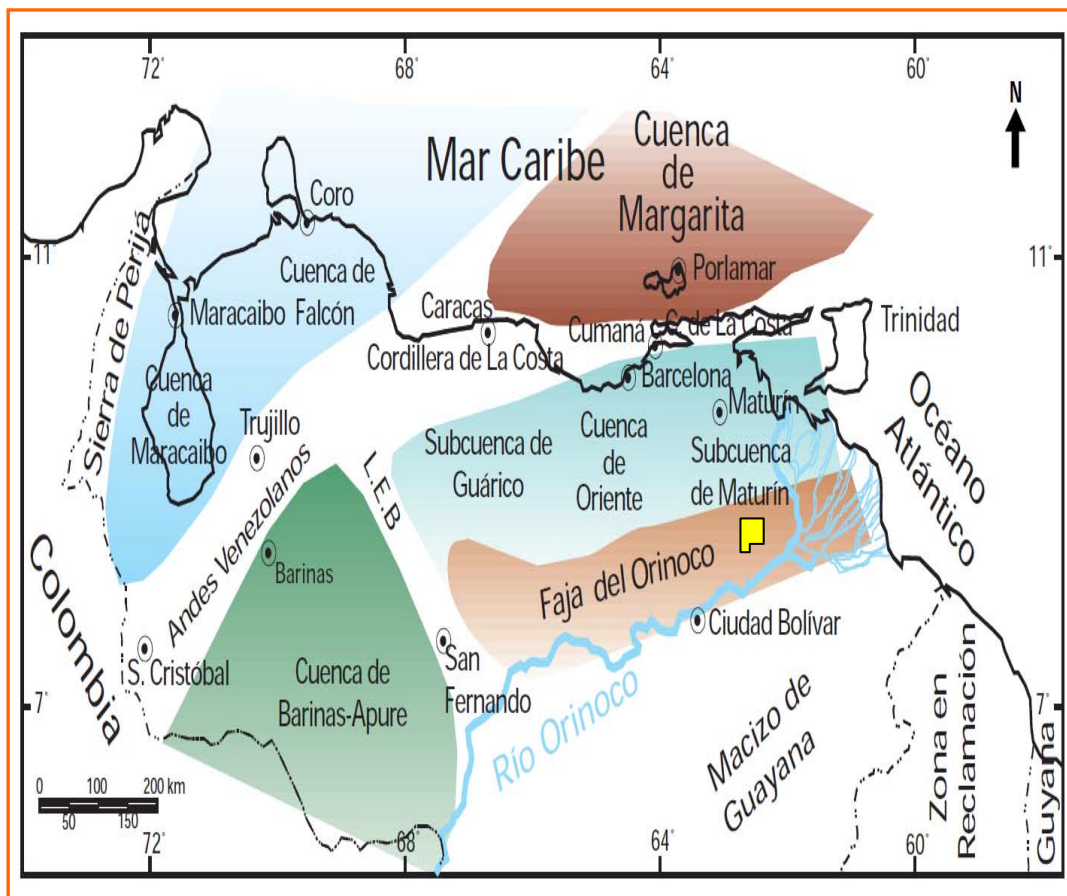 72°
68°
64°
60°
N
Mar Caribe
Cuenca
de
Margarita
Coro
11
11°
Sierra de Perijá
Cuenca de
Falcón
Porlamar
Maracaibo
Caracas
Cumaná
C. de La Costa
Trinidad
Cordillera de La Costa
Barcelona
Cuenca
de
Maracaibo
Trujillo
Maturín
Océano
Atlántico
Subcuenca de
Guárico
Cuenca
de
Oriente
Subcuenca
de Maturín
L.E.B
Andes Venezolanos
Barinas
Faja del Orinoco
Colombia
S. Cristóbal
San
Fernando
Ciudad Bolívar
Cuenca de
Barinas-Apure
Río Orinoco
Macizo de
Guayana
Zona en
Reclamación
Guyana
7°
7°
0 100 200 km
50 150
72°
68°
64°
60°